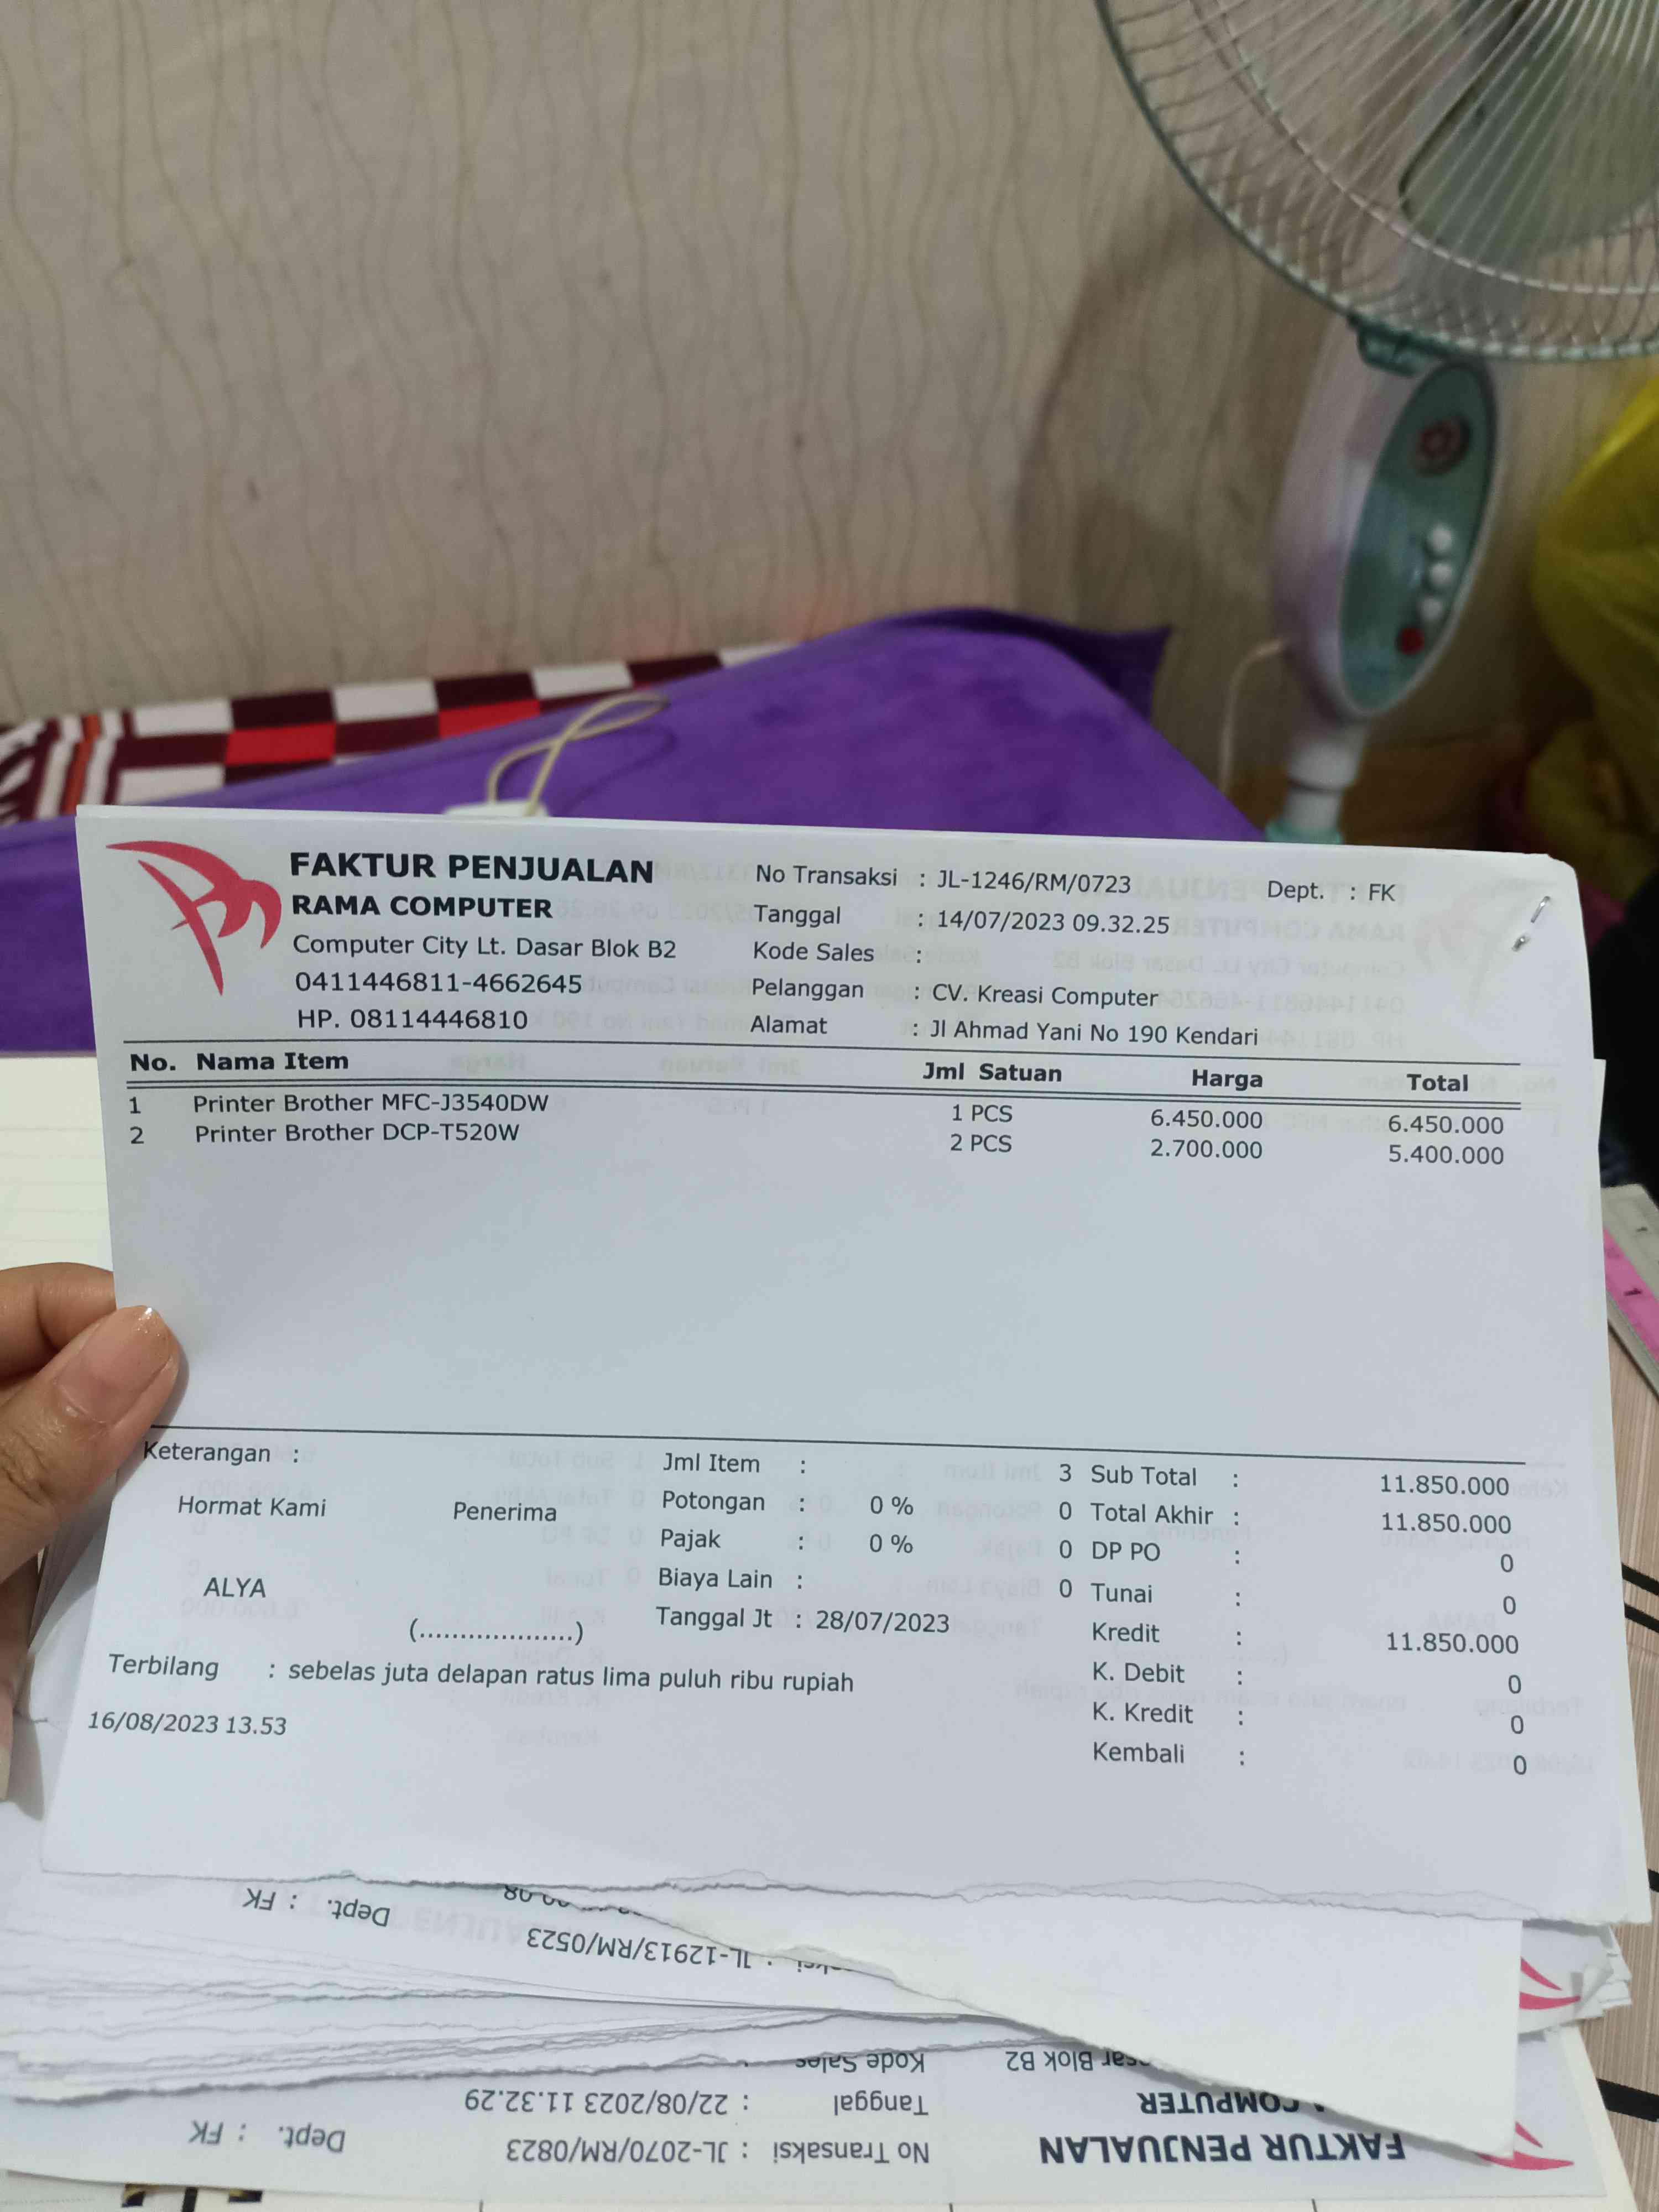 FAKTUR PENJUALAN
RAMA COMPUTER
Computer City Lt. Dasar Blok B2
0411446811-4662645
HP. 08114446810
No Transaksi : JL-1246/RM/0723
Dept. : FK
Tanggal : 14/07/2023 09.32.25
Kode Sales :
Pelanggan : CV. Kreasi Computer
Alamat : Jl Ahmad Yani No 190 Kendari
No. Nama Item Jml Satuan Harga Total
1 Printer Brother MFC-J3540DW 1 PCS 6.450.000 6.450.000
2 Printer Brother DCP-T520W 2 PCS 2.700.000 5.400.000
Keterangan :
Hormat Kami Penerima
ALYA
(...................)
Jml Item : 3
Potongan : 0 % 0
Pajak : 0 % 0
Biaya Lain : 0
Tanggal Jt : 28/07/2023
Sub Total : 11.850.000
Total Akhir : 11.850.000
DP PO : 0
Tunai : 0
Kredit : 11.850.000
K. Debit : 0
K. Kredit : 0
Kembali : 0
Terbilang : sebelas juta delapan ratus lima puluh ribu rupiah
16/08/2023 13.53
Dept. : FK
: JL-12913/RM/0523
FAKTUR PENJUALAN
COMPUTER
Blok B2
No Transaksi : JL-2070/RM/0823
Dept. : FK
Tanggal : 22/08/2023 11.32.29
Kode Sales